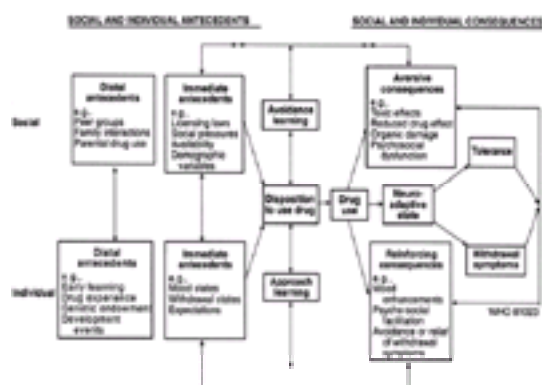 SOCIAL AND INDIVIDUAL ANTECEDENTS
SOCIAL AND INDIVIDUAL CONSEQUENCES
Social
Distal
antecedents
e.g.,
Peer groups
Family interactions
Parental drug use
Immediate
antecedents
e.g.,
Licensing laws
Social pressures
Availability
Demographic
variables
Avoidance
learning
Aversive
consequences
e.g.,
Toxic effects
Reduced drug effect
Organic damage
Psychosocial
dysfunction
Tolerance
Disposition
to use drug
Drug
use
Neuro-
adaptive
state
Withdrawal
symptoms
Individual
Distal
antecedents
e.g.,
Early learning
Drug experience
Genetic endowment
Development
events
Immediate
antecedents
e.g.,
Mood states
Withdrawal states
Expectations
Approach
learning
Reinforcing
consequences
e.g.,
Mood
enhancements
Psycho-social
facilitation
Avoidance or relief
of withdrawal
symptoms
WHO 81323